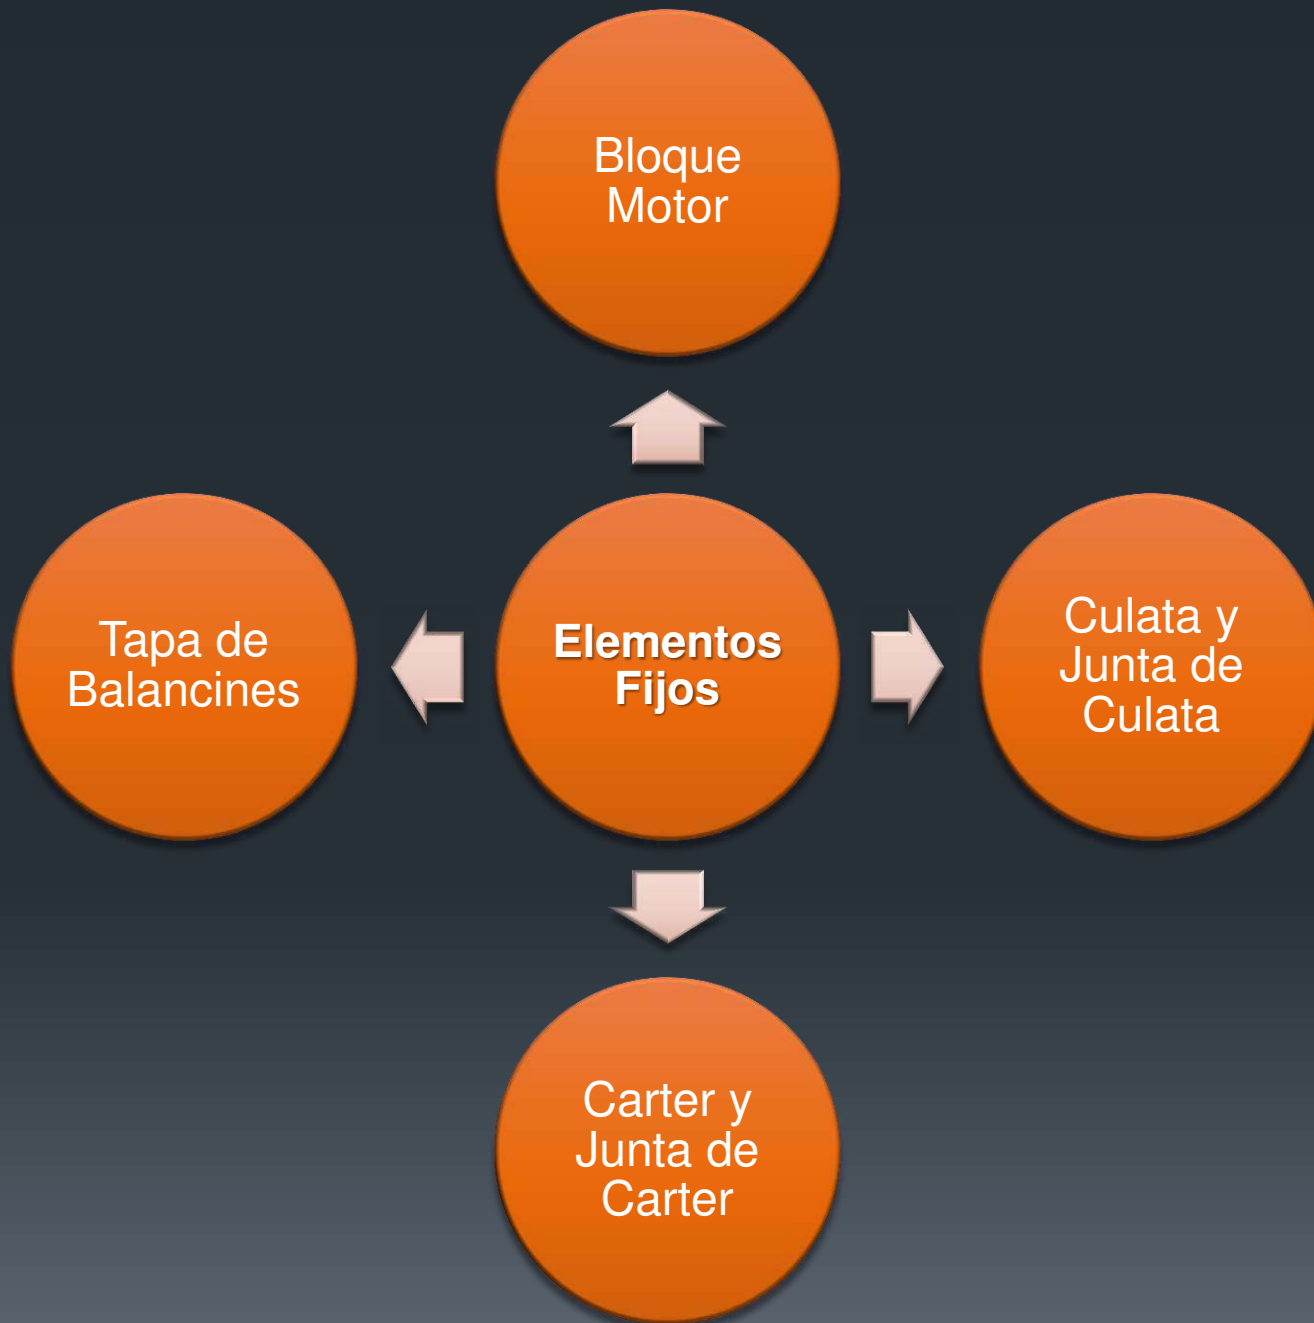 Bloque
Motor
Tapa de
Balancines
Elementos
Fijos
Culata y
Junta de
Culata
Carter y
Junta de
Carter